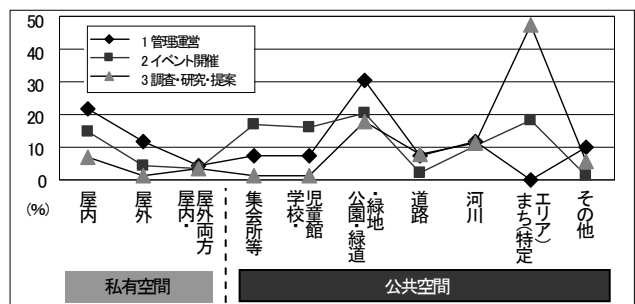 50
40
30
20
10
0
(%)
1 管理運営
2 イベント開催
3 調査・研究・提案
屋内
屋外
屋内・
屋外両方
集会所等
学校・
児童館
公園・緑道
・緑地
道路
河川
まち(特定
エリア)
その他
私有空間
公共空間